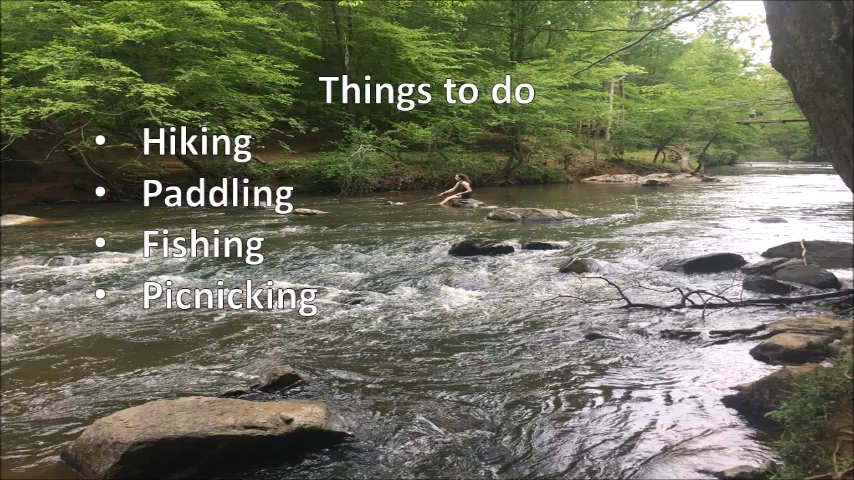 Things to do
• Hiking
• Paddling
• Fishing
• Picnicking